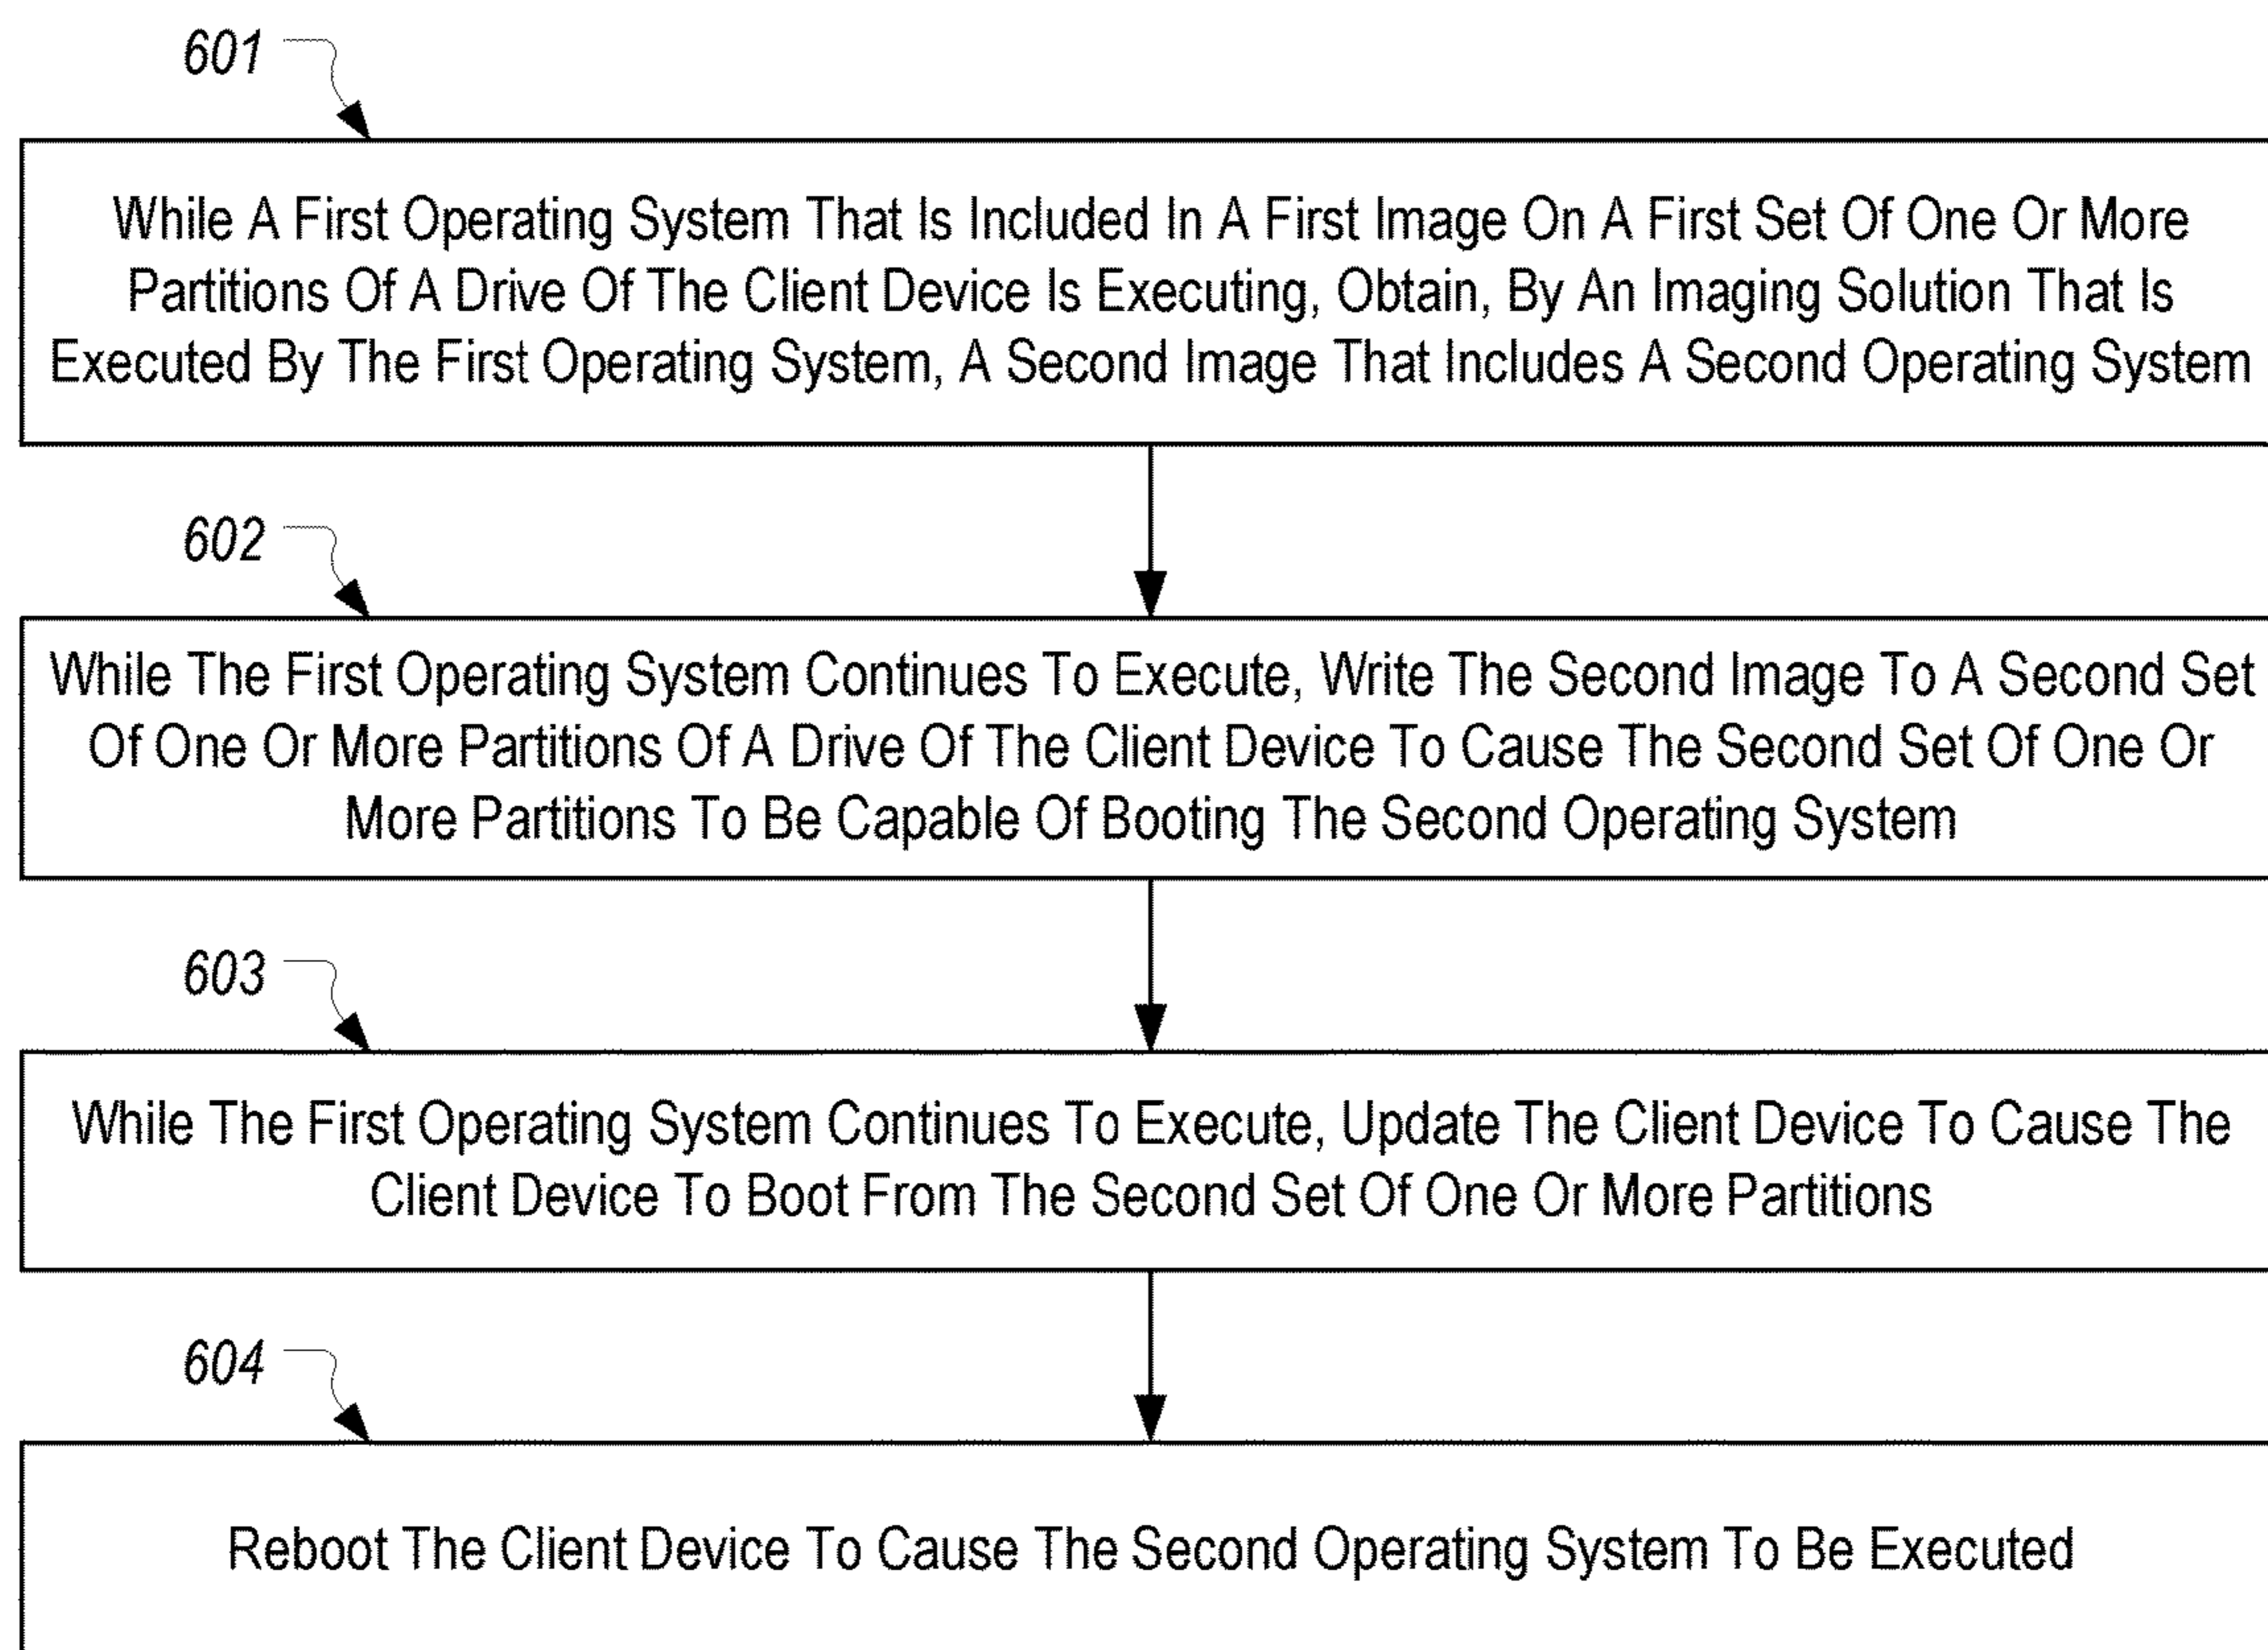 601
While A First Operating System That Is Included In A First Image On A First Set Of One Or More
Partitions Of A Drive Of The Client Device Is Executing, Obtain, By An Imaging Solution That Is
Executed By The First Operating System, A Second Image That Includes A Second Operating System
602
While The First Operating System Continues To Execute, Write The Second Image To A Second Set
Of One Or More Partitions Of A Drive Of The Client Device To Cause The Second Set Of One Or
More Partitions To Be Capable Of Booting The Second Operating System
603
While The First Operating System Continues To Execute, Update The Client Device To Cause The
Client Device To Boot From The Second Set Of One Or More Partitions
604
Reboot The Client Device To Cause The Second Operating System To Be Executed